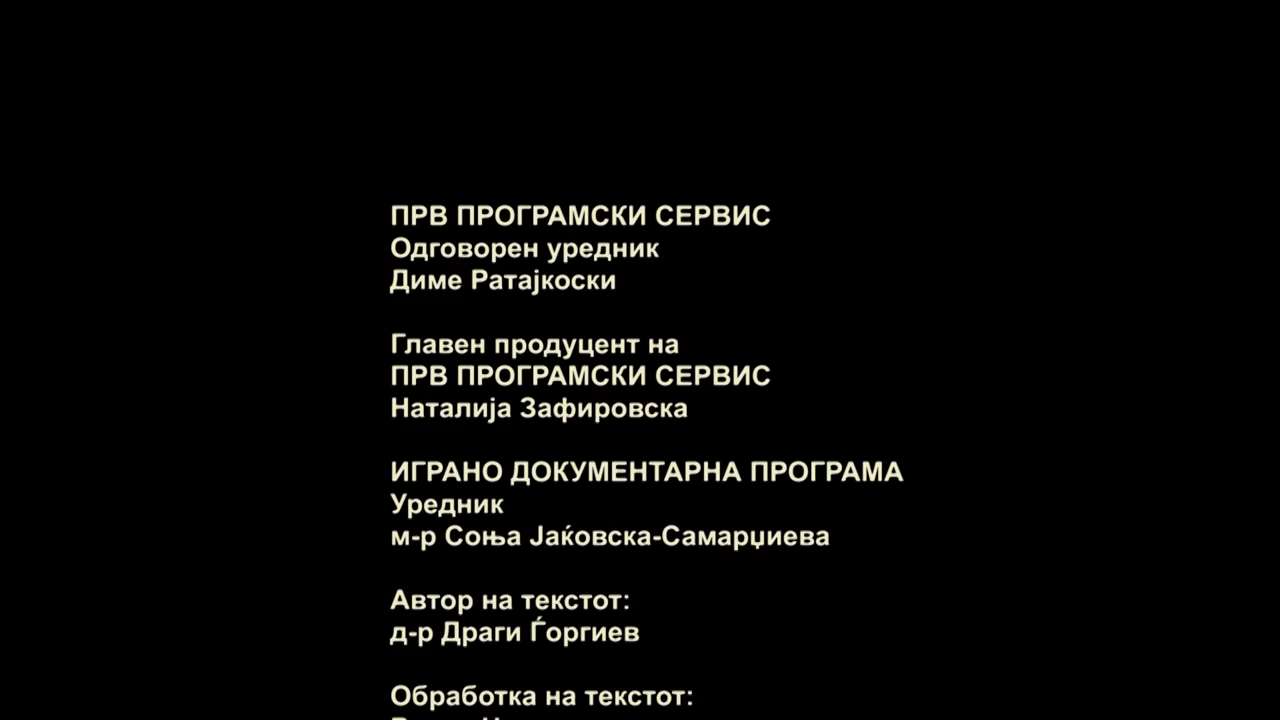 ПРВ ПРОГРАМСКИ СЕРВИС
Одговорен уредник
Диме Ратајкоски
Главен продуцент на
ПРВ ПРОГРАМСКИ СЕРВИС
Наталија Зафировска
ИГРАНО ДОКУМЕНТАРНА ПРОГРАМА
Уредник
м-р Соња Јаќовска-Самарџиева
Автор на текстот:
д-р Драги Ѓоргиев
Обработка на текстот: